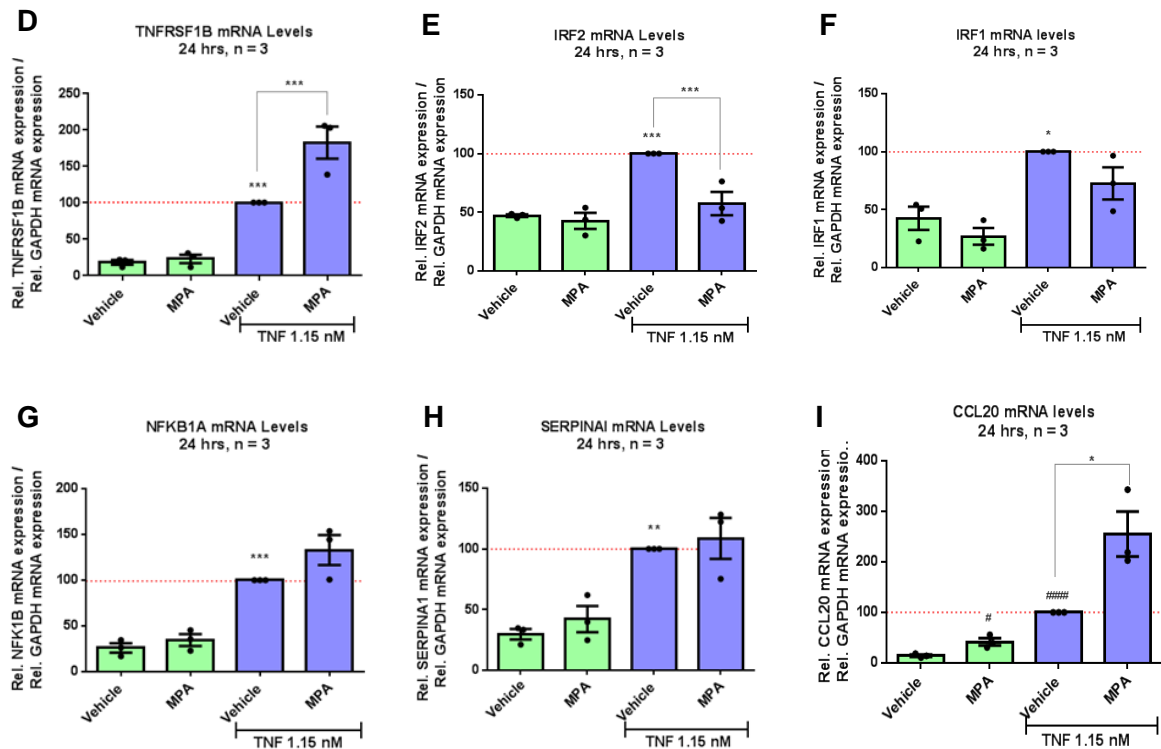 D
TNFRSF1B mRNA Levels
24 hrs, n = 3
Rel. TNFRSF1B mRNA expression /
Rel. GAPDH mRNA expression
250
200
150
100
50
0
***
***
Vehicle
MPA
Vehicle
MPA
TNF 1.15 nM
E
IRF2 mRNA Levels
24 hrs, n = 3
Rel. IRF2 mRNA expression /
Rel. GAPDH mRNA expression
150
100
50
0
***
***
Vehicle
MPA
Vehicle
MPA
TNF 1.15 nM
F
IRF1 mRNA levels
24 hrs, n = 3
Rel. IRF1 mRNA expression /
Rel. GAPDH mRNA expression
150
100
50
0
*
Vehicle
MPA
Vehicle
MPA
TNF 1.15 nM
G
NFKB1A mRNA Levels
24 hrs, n = 3
Rel. NFK1B mRNA expression /
Rel. GAPDH mRNA expression
200
150
100
50
0
***
Vehicle
MPA
Vehicle
MPA
TNF 1.15 nM
H
SERPINAI mRNA Levels
24 hrs, n = 3
Rel. SERPINA1 mRNA expression /
Rel. GAPDH mRNA expression
150
100
50
0
**
Vehicle
MPA
Vehicle
MPA
TNF 1.15 nM
I
CCL20 mRNA levels
24 hrs, n = 3
Rel. CCL20 mRNA expression
Rel. GAPDH mRNA expressio..
400
300
200
100
0
*
####
#
Vehicle
MPA
Vehicle
MPA
TNF 1.15 nM